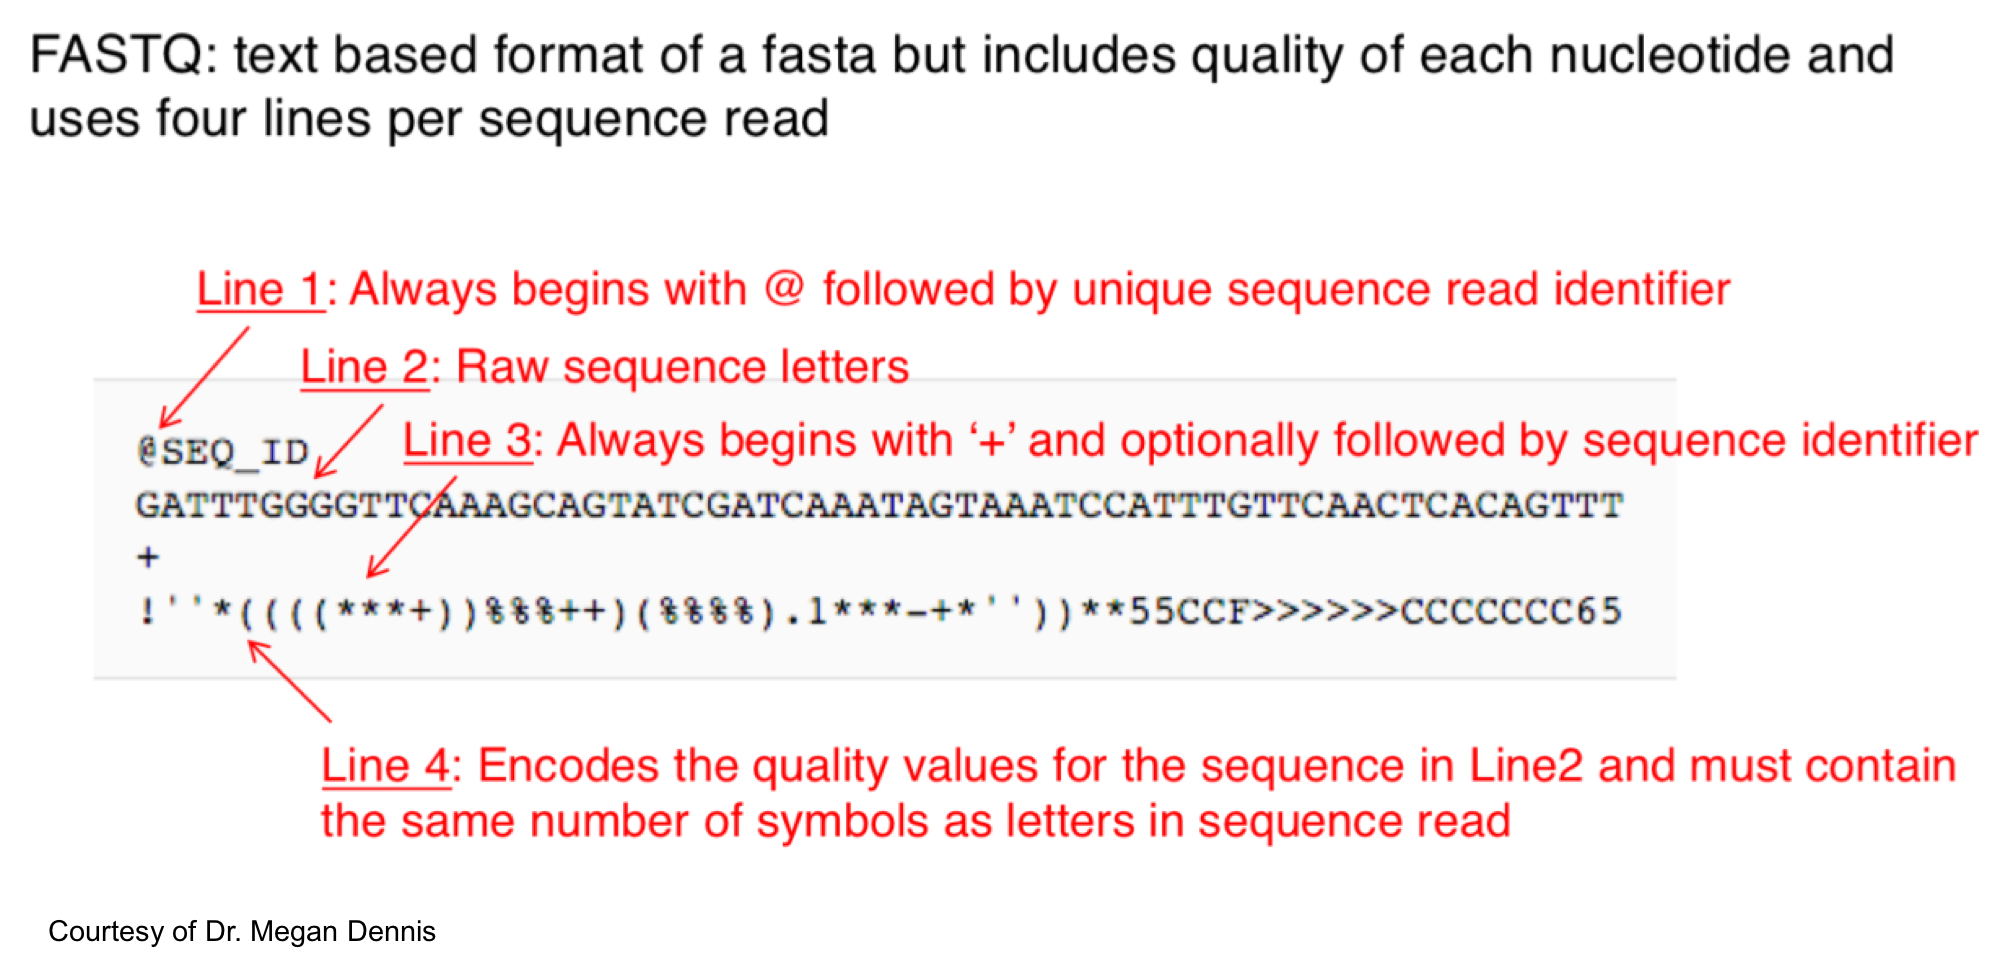 FASTQ: text based format of a fasta but includes quality of each nucleotide and
uses four lines per sequence read
Line 1: Always begins with @ followed by unique sequence read identifier
Line 2: Raw sequence letters
Line 3: Always begins with ‘+’ and optionally followed by sequence identifier
@SEQ_ID
GATTTGGGGTTCAAAGCAGTATCGATCAAATAGTAAATCCATTTGTTCAACTCACAGTTT
+
!''*((((***+))%%%++)(%%%%).1***-+*''))**55CCF>>>>>>CCCCCCC65
Line 4: Encodes the quality values for the sequence in Line2 and must contain
the same number of symbols as letters in sequence read
Courtesy of Dr. Megan Dennis